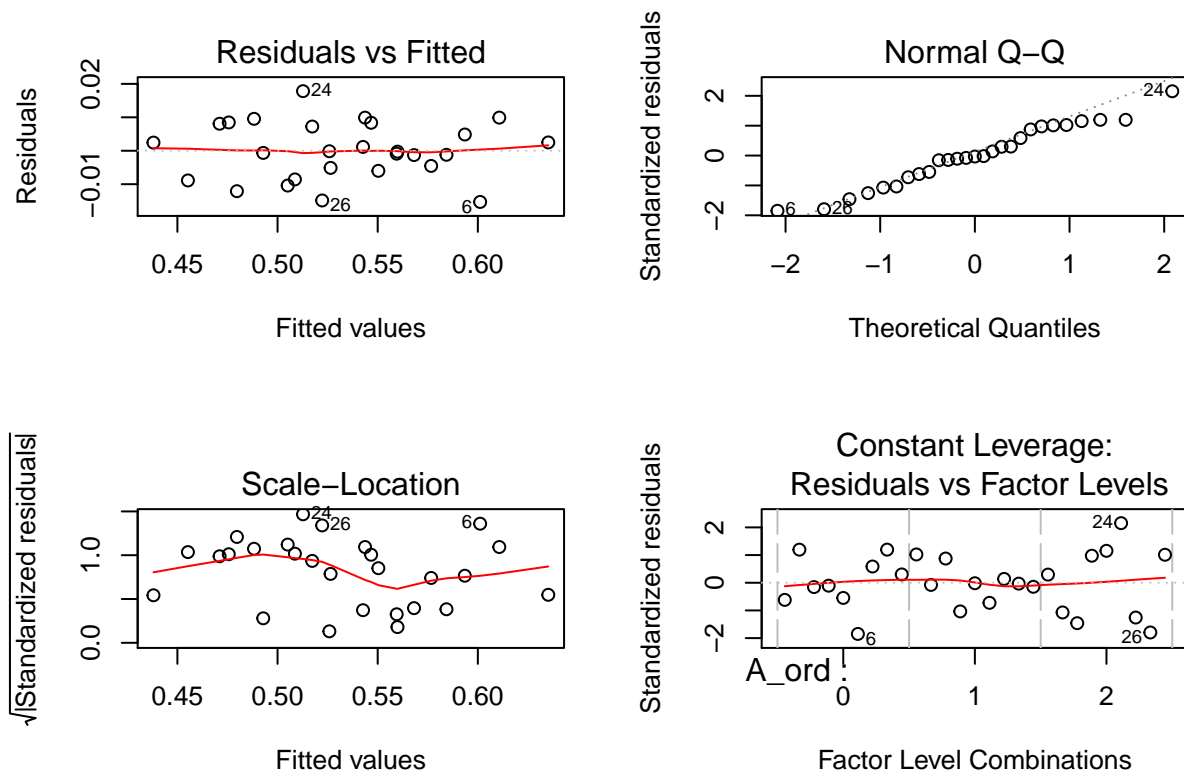 Residuals vs Fitted
Residuals
0.02
−0.01
24
26
6
0.45 0.50 0.55 0.60
Fitted values
Normal Q−Q
Standardized residuals
2
0
−2
24
6
26
−2 −1 0 1 2
Theoretical Quantiles
Scale−Location
√|Standardized residuals|
1.0
0.0
24
26
6
0.45 0.50 0.55 0.60
Fitted values
Constant Leverage:
Residuals vs Factor Levels
Standardized residuals
2
0
−2
24
6
26
A_ord :
0 1 2
Factor Level Combinations